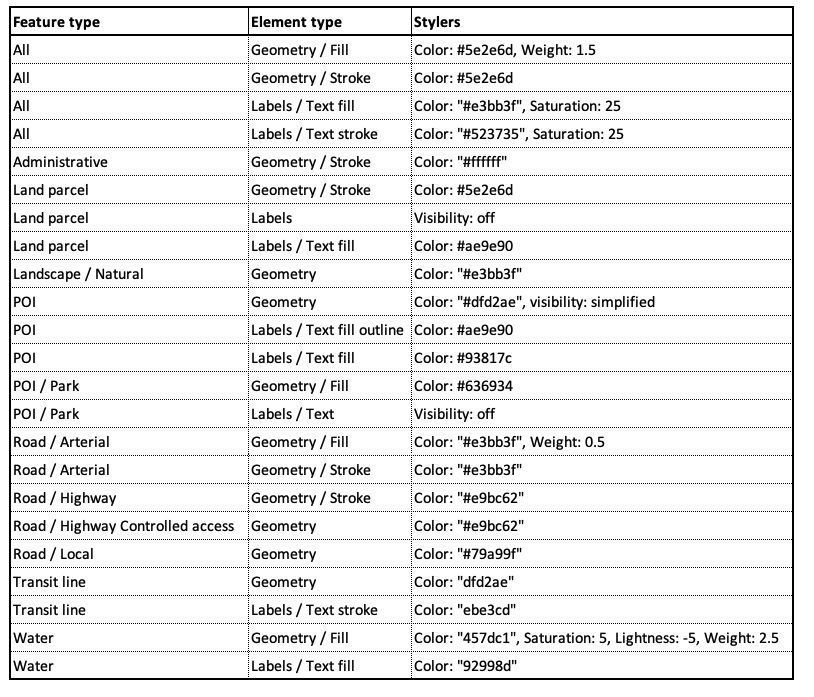 Feature type Element type Stylers
All Geometry / Fill Color: #5e2e6d, Weight: 1.5
All Geometry / Stroke Color: #5e2e6d
All Labels / Text fill Color: "#e3bb3f", Saturation: 25
All Labels / Text stroke Color: "#523735", Saturation: 25
Administrative Geometry / Stroke Color: "#ffffff"
Land parcel Geometry / Stroke Color: #5e2e6d
Land parcel Labels Visibility: off
Land parcel Labels / Text fill Color: #ae9e90
Landscape / Natural Geometry Color: "#e3bb3f"
POI Geometry Color: "#dfd2ae", visibility: simplified
POI Labels / Text fill outline Color: #ae9e90
POI Labels / Text fill Color: #93817c
POI / Park Geometry / Fill Color: #636934
POI / Park Labels / Text Visibility: off
Road / Arterial Geometry / Fill Color: "#e3bb3f", Weight: 0.5
Road / Arterial Geometry / Stroke Color: "#e3bb3f"
Road / Highway Geometry / Stroke Color: "#e9bc62"
Road / Highway Controlled access Geometry Color: "#e9bc62"
Road / Local Geometry Color: "#79a99f"
Transit line Geometry Color: "dfd2ae"
Transit line Labels / Text stroke Color: "ebe3cd"
Water Geometry / Fill Color: "457dc1", Saturation: 5, Lightness: -5, Weight: 2.5
Water Labels / Text fill Color: "92998d"